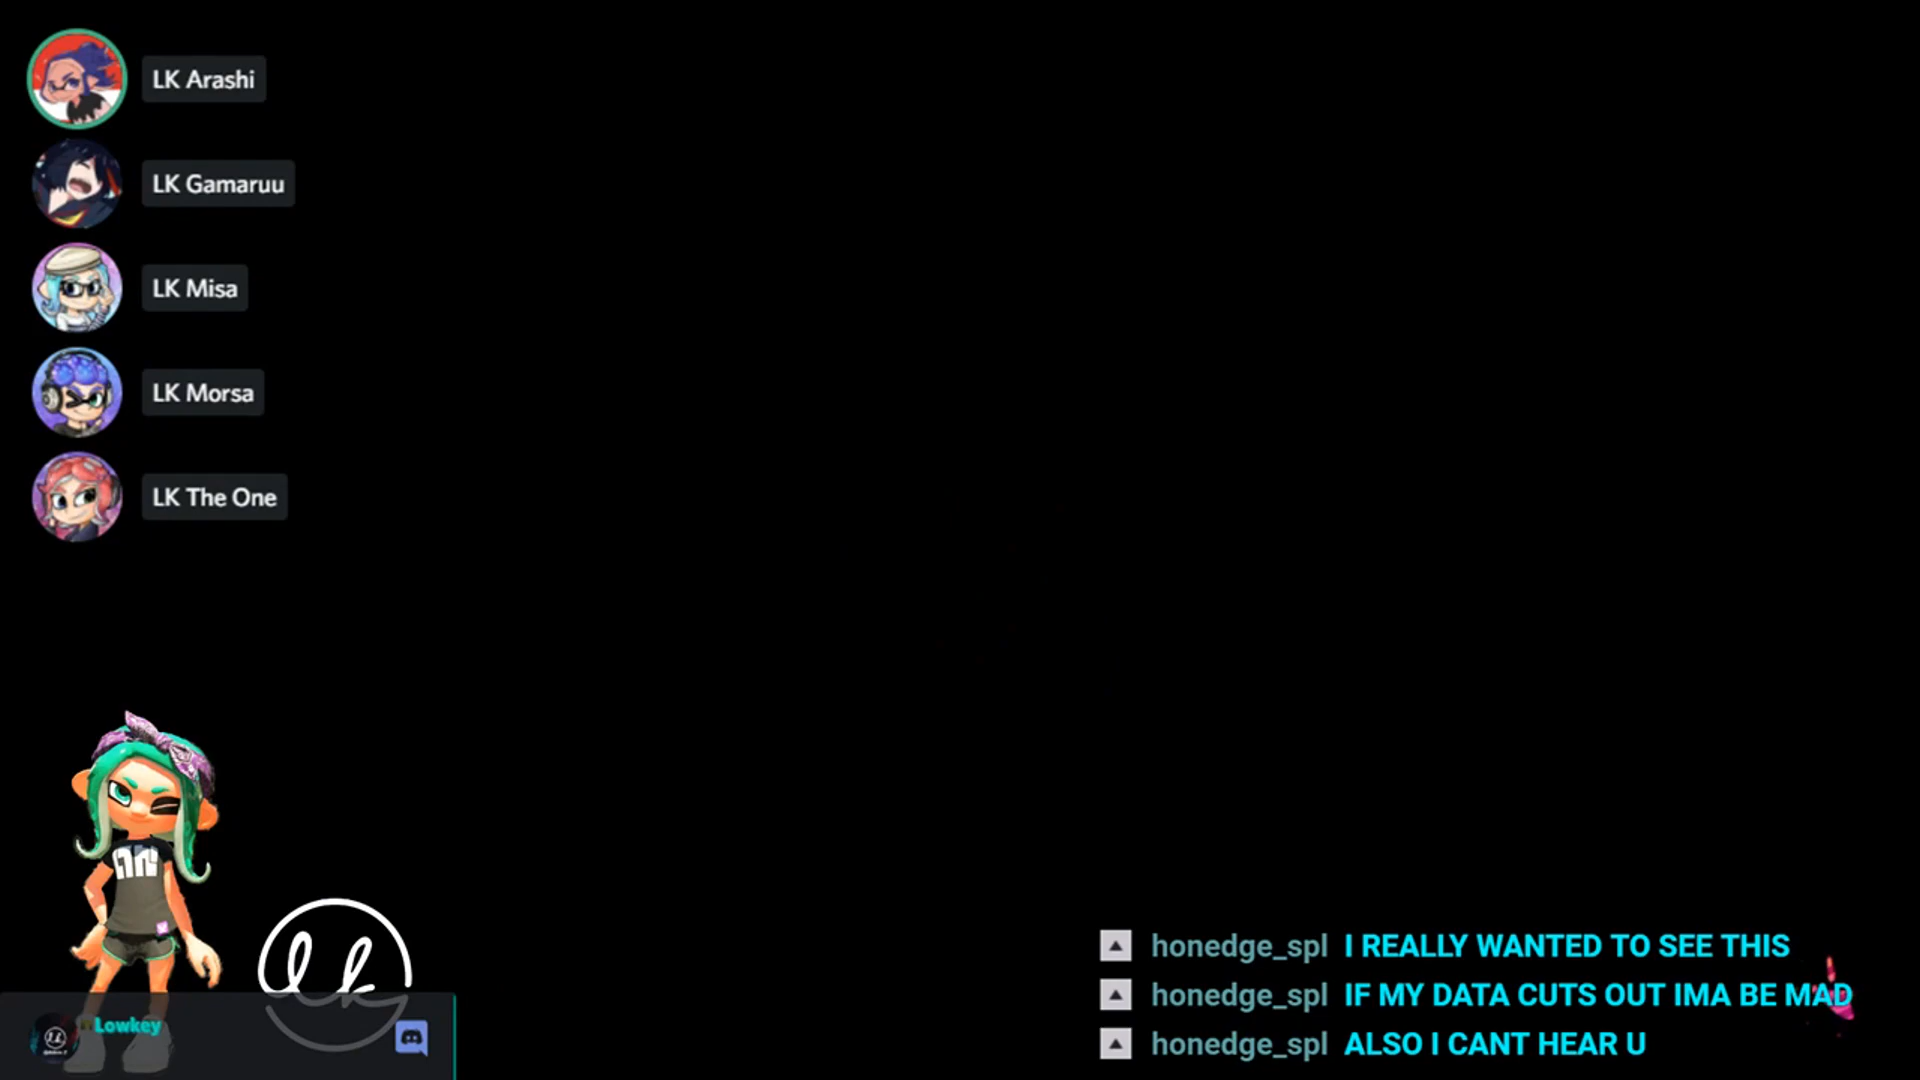 LK Arashi
LK Gamaruu
LK Misa
LK Morsa
LK The One
lk
Lowkey
honedge_spl I REALLY WANTED TO SEE THIS
honedge_spl IF MY DATA CUTS OUT IMA BE MAD
honedge_spl ALSO I CANT HEAR U